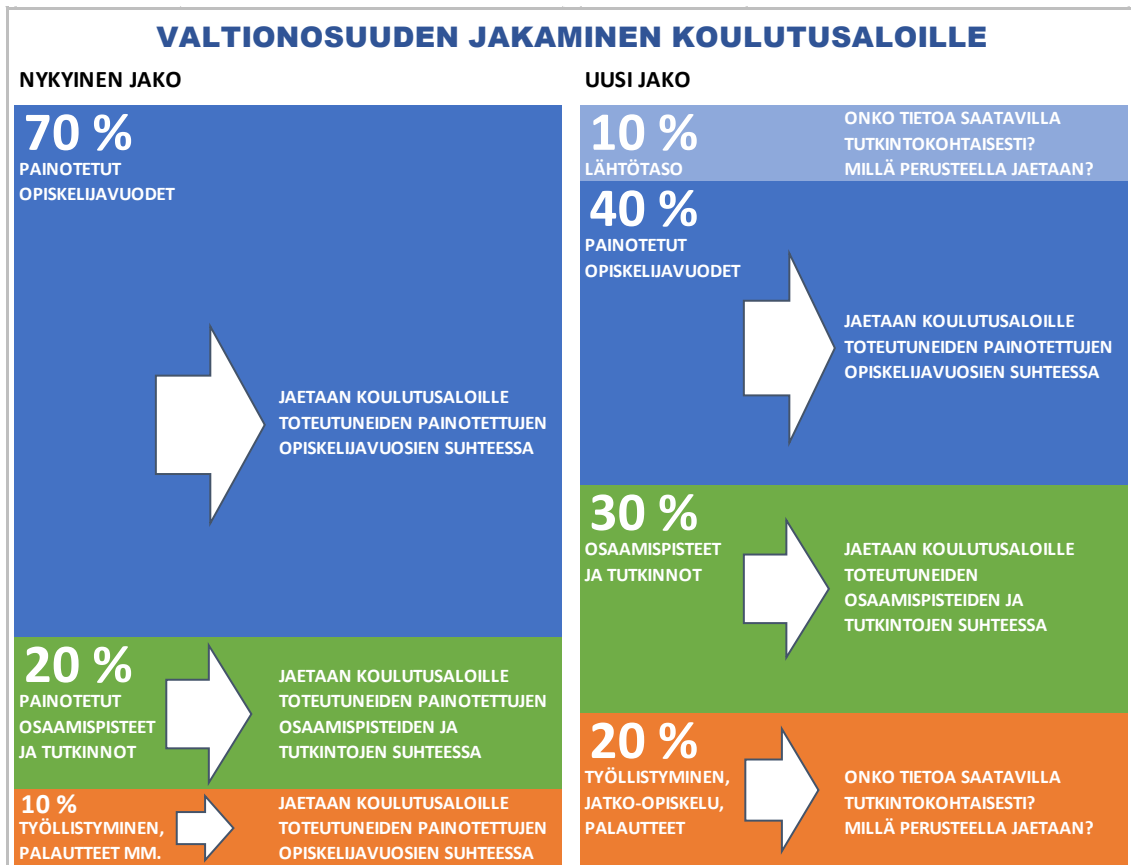 VALTIONOSUUDEN JAKAMINEN KOULUTUSALOILLE
NYKYINEN JAKO
70 %
PAINOTETUT
OPISKELIJAVUODET
JAETAAN KOULUTUSALOILLE
TOTEUTUNEIDEN PAINOTETTUJEN
OPISKELIJAVUOSIEN SUHTEESSA
20 %
PAINOTETUT
OSAAMISPISTEET
JA TUTKINNOT
JAETAAN KOULUTUSALOILLE
TOTEUTUNEIDEN PAINOTETTUJEN
OSAAMISPISTEIDEN JA
TUTKINTOJEN SUHTEESSA
10 %
TYÖLLISTYMINEN,
PALAUTTEET MM.
JAETAAN KOULUTUSALOILLE
TOTEUTUNEIDEN PAINOTETTUJEN
OPISKELIJAVUOSIEN SUHTEESSA
UUSI JAKO
10 %
LÄHTÖTASO
ONKO TIETOA SAATAVILLA
TUTKINTOKOHTAISESTI?
MILLÄ PERUSTEELLA JAETAAN?
40 %
PAINOTETUT
OPISKELIJAVUODET
JAETAAN KOULUTUSALOILLE
TOTEUTUNEIDEN PAINOTETTUJEN
OPISKELIJAVUOSIEN SUHTEESSA
30 %
OSAAMISPISTEET
JA TUTKINNOT
JAETAAN KOULUTUSALOILLE
TOTEUTUNEIDEN
OSAAMISPISTEIDEN JA
TUTKINTOJEN SUHTEESSA
20 %
TYÖLLISTYMINEN,
JATKO-OPISKELU,
PALAUTTEET
ONKO TIETOA SAATAVILLA
TUTKINTOKOHTAISESTI?
MILLÄ PERUSTEELLA JAETAAN?